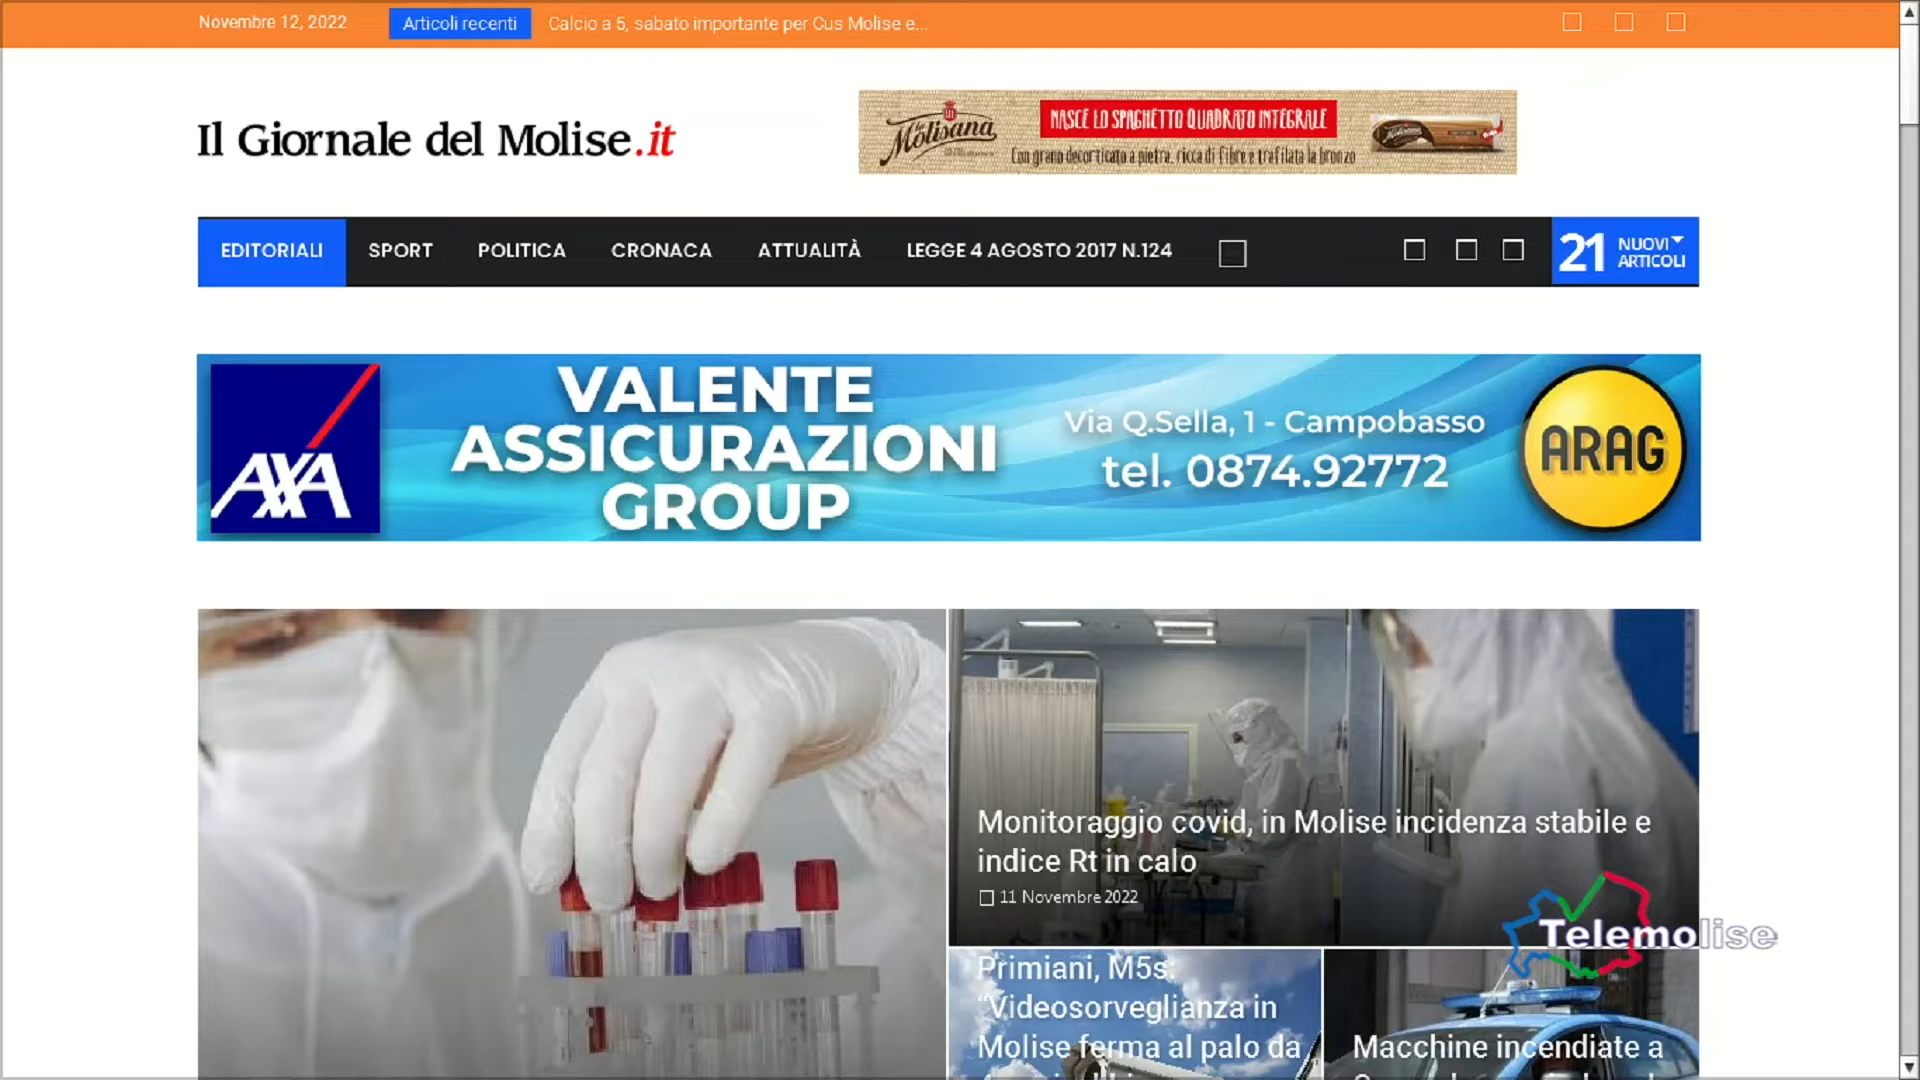 Novembre 12, 2022
Articoli recenti
Calcio a 5, sabato importante per Cus Molise e...
Il Giornale del Molise.it
la Molisana
NASCE LO SPAGHETTO QUADRATO INTEGRALE
Con grano decorticato a pietra, ricca di fibre e trafilata la bronzo
EDITORIALI
SPORT
POLITICA
CRONACA
ATTUALITÀ
LEGGE 4 AGOSTO 2017 N.124
21
NUOVI
ARTICOLI
AXA
VALENTE
ASSICURAZIONI
GROUP
Via Q.Sella, 1 - Campobasso
tel. 0874.92772
ARAG
Monitoraggio covid, in Molise incidenza stabile e
indice Rt in calo
11 Novembre 2022
Telemolise
Primiani, M5s:
“Videosorveglianza in
Molise ferma al palo da
Macchine incendiate a